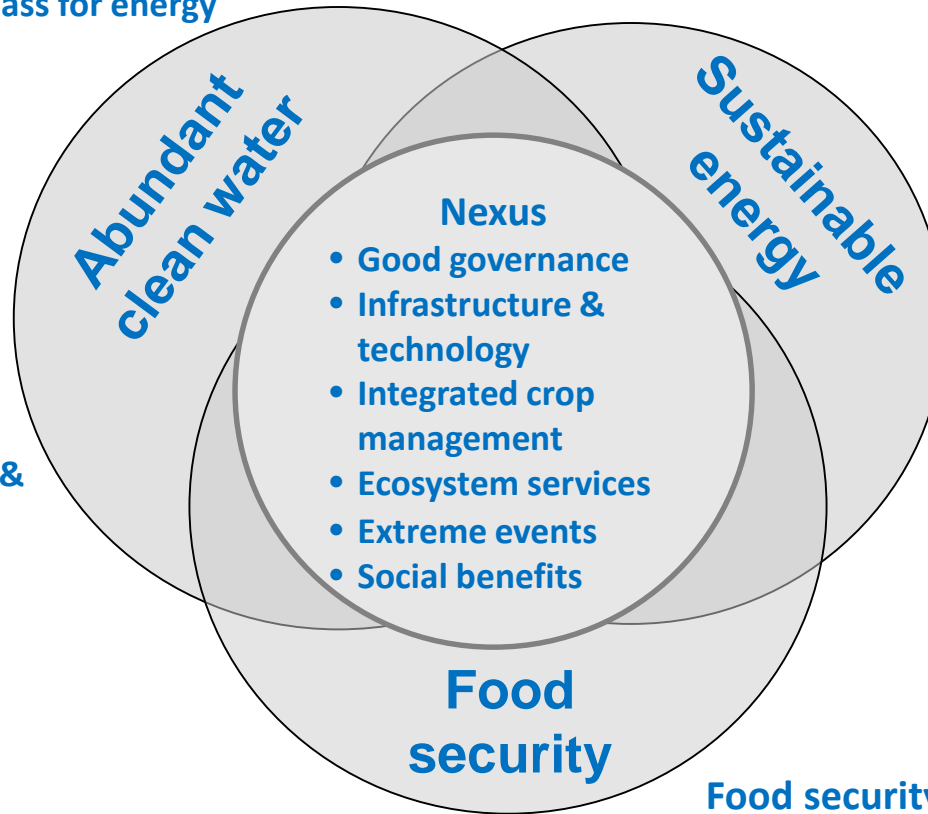 ass for energy
Abundant
clean water
Sustainable
energy
Nexus
• Good governance
• Infrastructure &
technology
• Integrated crop
management
• Ecosystem services
• Extreme events
• Social benefits
&
Food
security
Food security